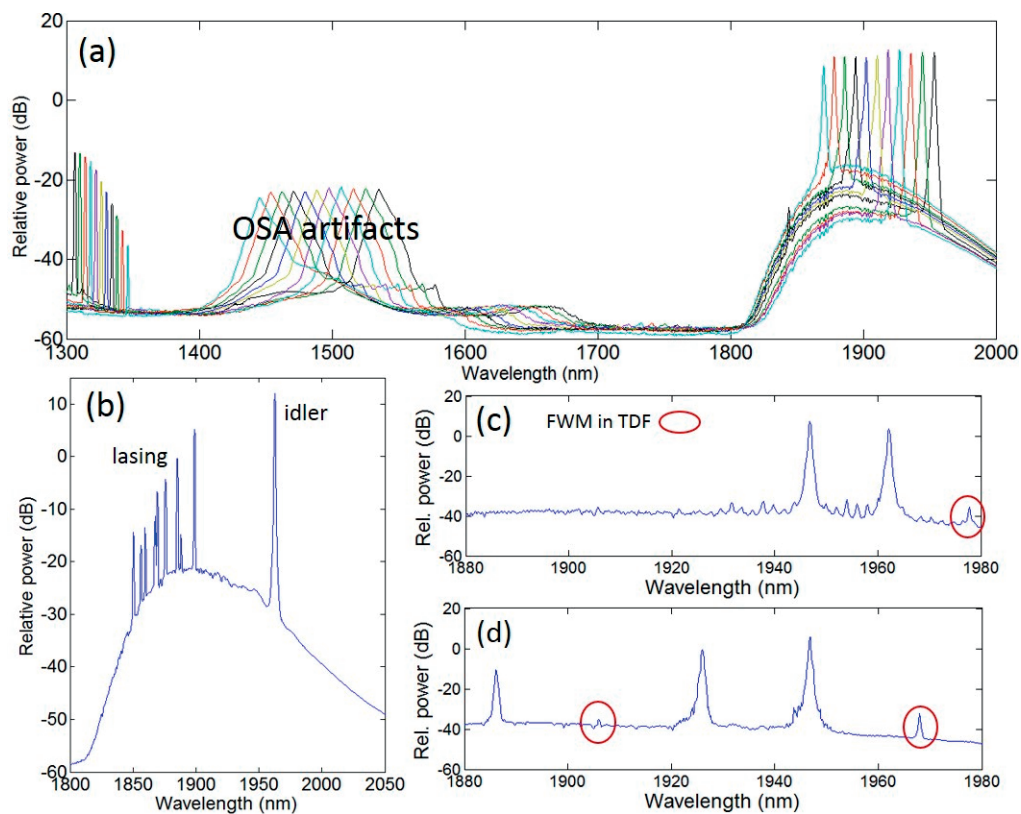 (a)
Relative power (dB)
20
0
-20
-40
-60
OSA artifacts
1300 1400 1500 1600 1700 1800 1900 2000
Wavelength (nm)
(b)
Relative power (dB)
10
0
-10
-20
-30
-40
-50
-60
lasing
idler
1800 1850 1900 1950 2000 2050
Wavelength (nm)
(c)
FWM in TDF
Rel. power (dB)
20
0
-20
-40
-60
1880 1900 1920 1940 1960 1980
Wavelength (nm)
(d)
Rel. power (dB)
20
0
-20
-40
-60
1880 1900 1920 1940 1960 1980
Wavelength (nm)